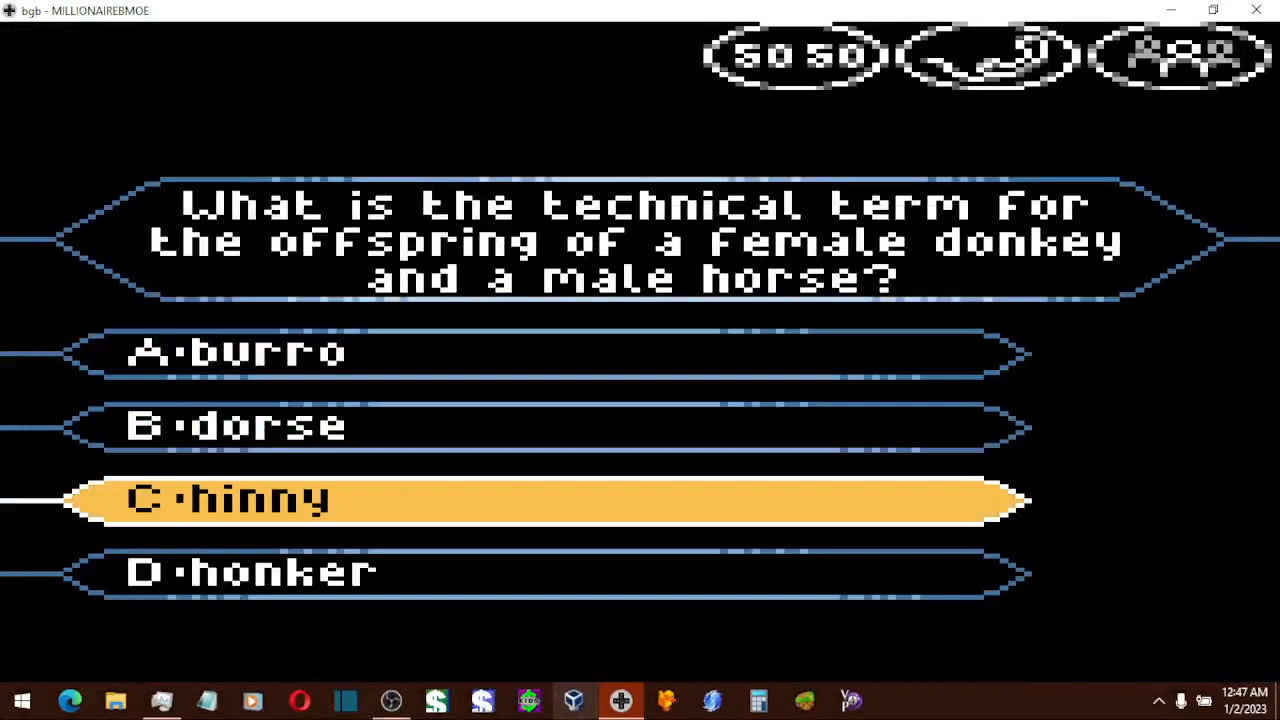 bgb - MILLIONAIREBMOE
50 50
What is the technical term for
the offspring of a female donkey
and a male horse?
A·burro
B·dorse
C·hinny
D·honker
KIDS
12:47 AM
1/2/2023